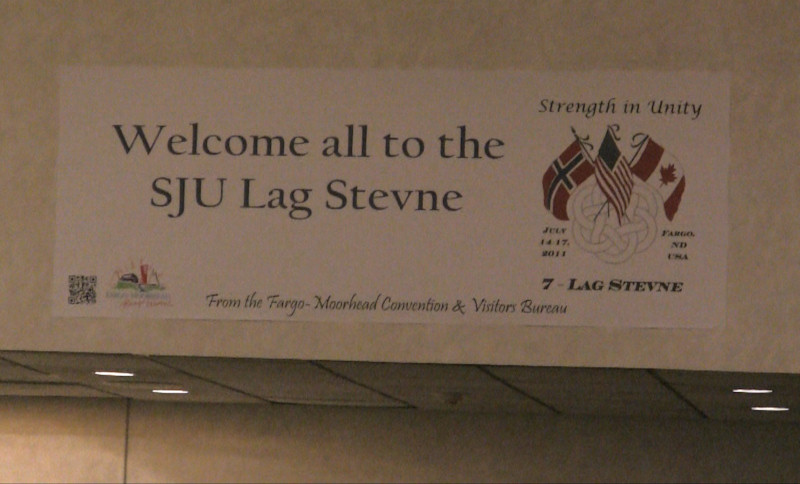 Welcome all to the
SJU Lag Stevne
From the Fargo-Moorhead Convention & Visitors Bureau
Strength in Unity
JULY
14-17,
2011
FARGO,
ND
USA
7 - LAG STEVNE